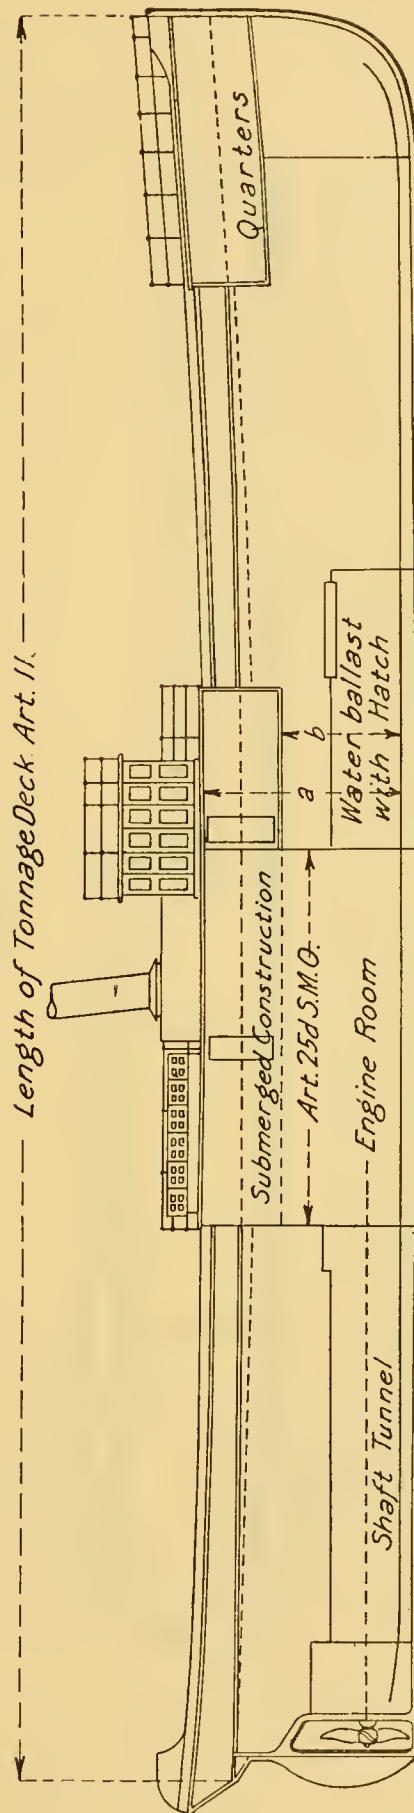 Length of Tonnage Deck. Art. 11.
Quarters
a
b
Water ballast
with Hatch
Submerged Construction
Art. 25d S.M.O.
Engine Room
Shaft Tunnel